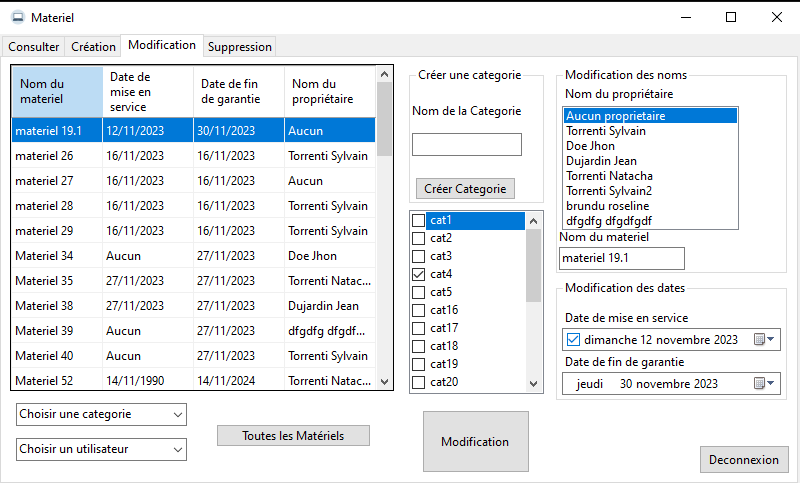 Materiel
Consulter Création Modification Suppression
Nom du materiel Date de mise en service Date de fin de garantie Nom du propriétaire
materiel 19.1 12/11/2023 30/11/2023 Aucun
materiel 26 16/11/2023 16/11/2023 Torrenti Sylvain
materiel 27 16/11/2023 16/11/2023 Aucun
materiel 28 16/11/2023 16/11/2023 Torrenti Sylvain
materiel 29 16/11/2023 16/11/2023 Torrenti Sylvain
Materiel 34 Aucun 27/11/2023 Doe Jhon
Materiel 35 27/11/2023 27/11/2023 Torrenti Natac...
Materiel 38 27/11/2023 27/11/2023 Dujardin Jean
Materiel 39 Aucun 27/11/2023 dfgdfg dfgdf...
Materiel 40 Aucun 27/11/2023 Torrenti Sylvain
Materiel 52 14/11/1990 14/11/2024 Torrenti Natac...
Choisir une categorie
Choisir un utilisateur
Toutes les Matériels
Créer une categorie
Nom de la Categorie
Créer Categorie
cat1
cat2
cat3
cat4
cat5
cat16
cat17
cat18
cat19
cat20
Modification
Modification des noms
Nom du propriétaire
Aucun proprietaire
Torrenti Sylvain
Doe Jhon
Dujardin Jean
Torrenti Natacha
Torrenti Sylvain2
brundu roseline
dfgdfg dfgdfgdf
Nom du materiel
materiel 19.1
Modification des dates
Date de mise en service
dimanche 12 novembre 2023
Date de fin de garantie
jeudi 30 novembre 2023
Deconnexion